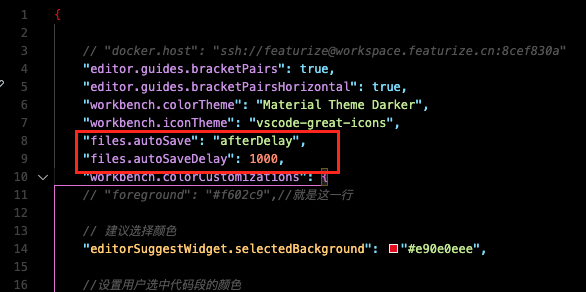 1 {
2
3 // "docker.host": "ssh://featurize@workspace.featurize.cn:8cef830a"
4 "editor.guides.bracketPairs": true,
5 "editor.guides.bracketPairsHorizontal": true,
6 "workbench.colorTheme": "Material Theme Darker",
7 "workbench.iconTheme": "vscode-great-icons",
8 "files.autoSave": "afterDelay",
9 "files.autoSaveDelay": 1000,
10 "workbench.colorCustomizations": {
11 // "foreground": "#f602c9",//就是这一行
12
13 // 建议选择颜色
14 "editorSuggestWidget.selectedBackground": "#e90e0eee",
15
16 //设置用户选中代码段的颜色